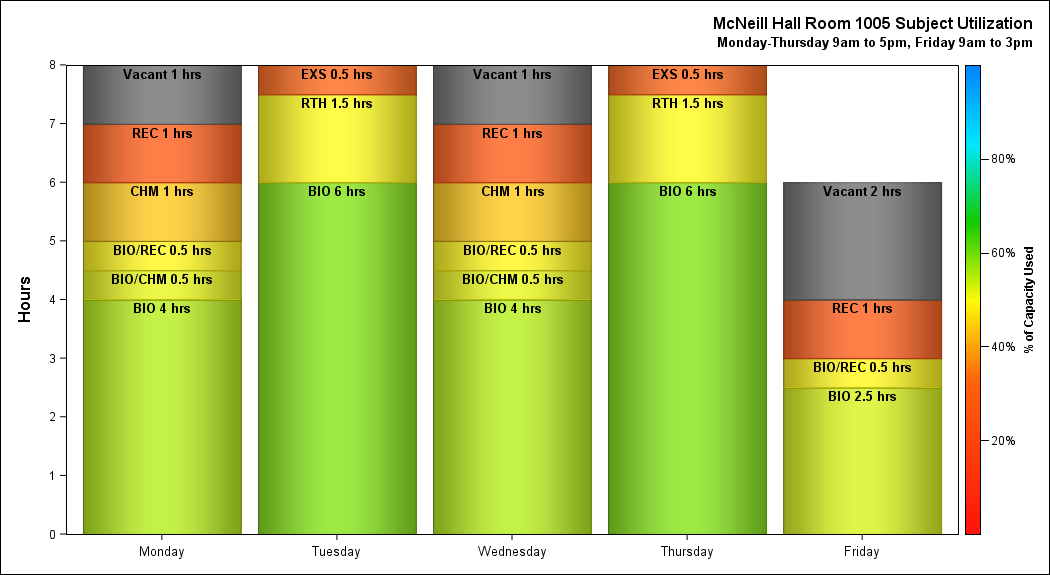 McNeill Hall Room 1005 Subject Utilization
Monday-Thursday 9am to 5pm, Friday 9am to 3pm
Hours
8
7
6
5
4
3
2
1
0
Vacant 1 hrs
REC 1 hrs
CHM 1 hrs
BIO/REC 0.5 hrs
BIO/CHM 0.5 hrs
BIO 4 hrs
Monday
EXS 0.5 hrs
RTH 1.5 hrs
BIO 6 hrs
Tuesday
Vacant 1 hrs
REC 1 hrs
CHM 1 hrs
BIO/REC 0.5 hrs
BIO/CHM 0.5 hrs
BIO 4 hrs
Wednesday
EXS 0.5 hrs
RTH 1.5 hrs
BIO 6 hrs
Thursday
Vacant 2 hrs
REC 1 hrs
BIO/REC 0.5 hrs
BIO 2.5 hrs
Friday
80%
60%
40%
20%
% of Capacity Used